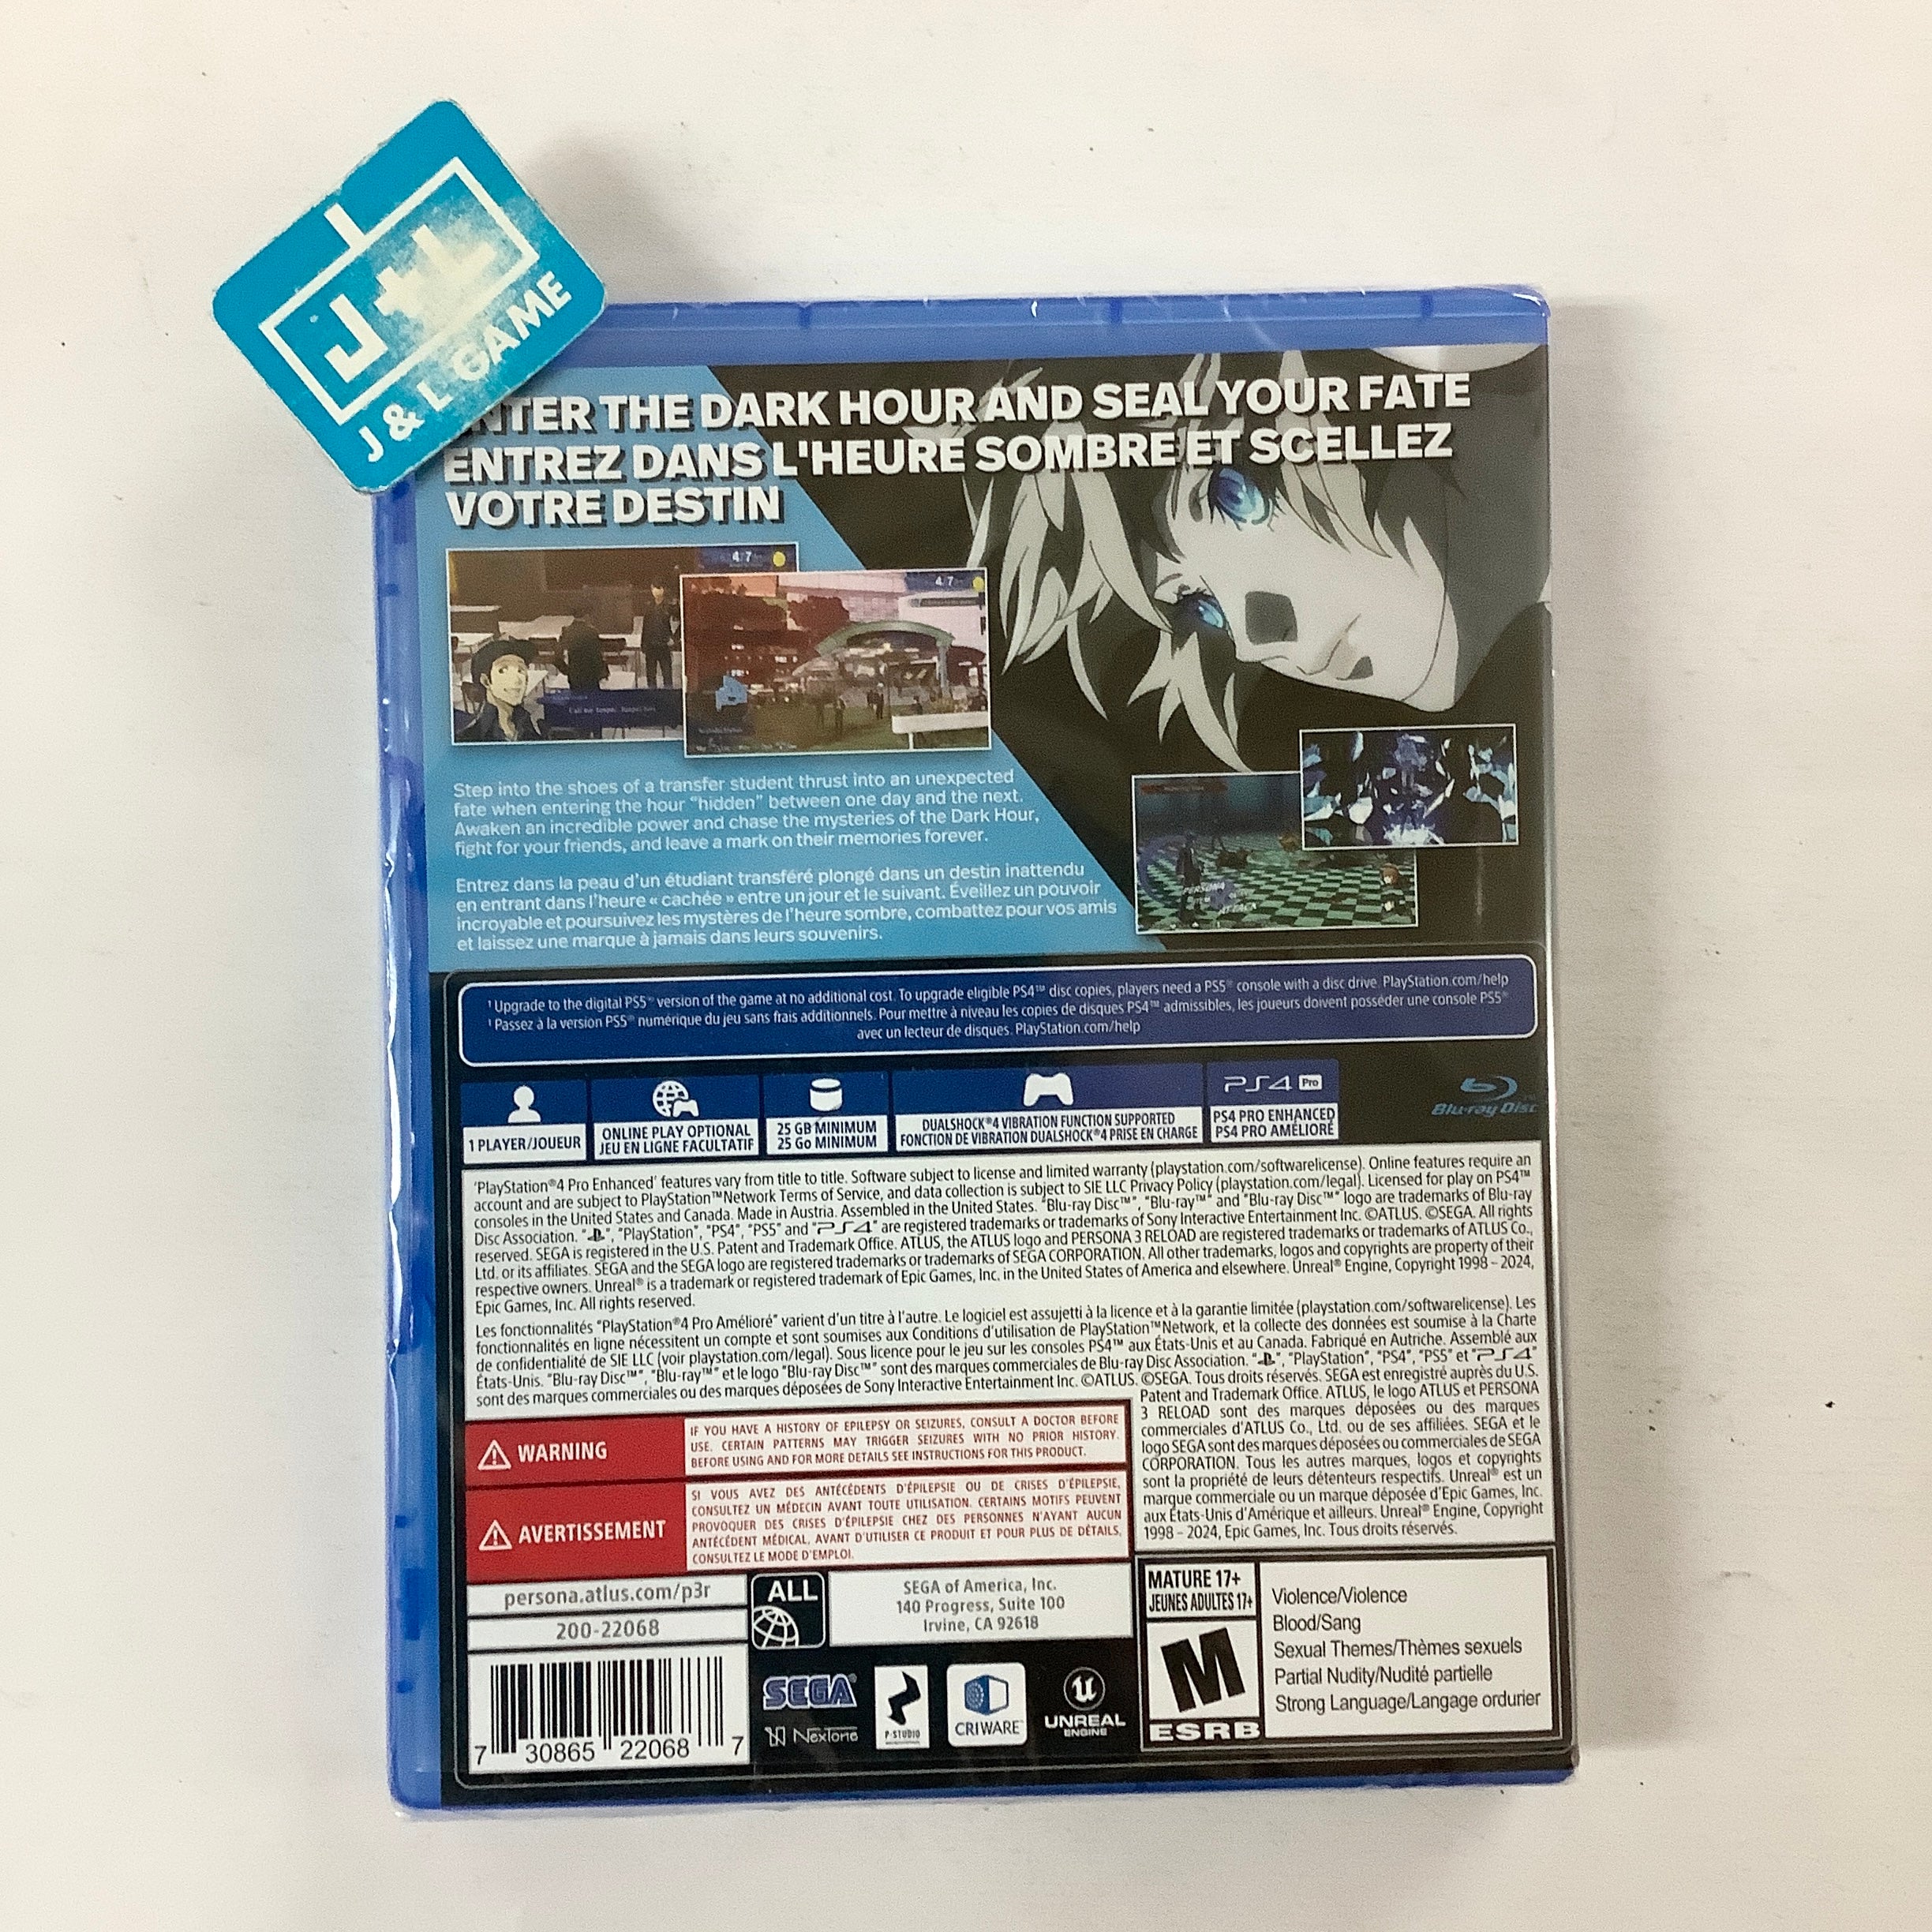 J+L
J & L GAME
ENTER THE DARK HOUR AND SEAL YOUR FATE
ENTREZ DANS L'HEURE SOMBRE ET SCELLEZ
VOTRE DESTIN
4/7
4/7
PERSONA
ATTACK
Step into the shoes of a transfer student thrust into an unexpected
fate when entering the hour “hidden” between one day and the next.
Awaken an incredible power and chase the mysteries of the Dark Hour,
fight for your friends, and leave a mark on their memories forever.
Entrez dans la peau d’un étudiant transféré plongé dans un destin inattendu
en entrant dans l’heure « cachée » entre un jour et le suivant. Éveillez un pouvoir
incroyable et poursuivez les mystères de l’heure sombre, combattez pour vos amis
et laissez une marque à jamais dans leurs souvenirs.
¹ Upgrade to the digital PS5® version of the game at no additional cost. To upgrade eligible PS4™ disc copies, players need a PS5® console with a disc drive. PlayStation.com/help
¹ Passez à la version PS5® numérique du jeu sans frais additionnels. Pour mettre à niveau les copies de disques PS4™ admissibles, les joueurs doivent posséder une console PS5®
avec un lecteur de disques. PlayStation.com/help
1 PLAYER/JOUEUR
ONLINE PLAY OPTIONAL
JEU EN LIGNE FACULTATIF
25 GB MINIMUM
25 Go MINIMUM
DUALSHOCK®4 VIBRATION FUNCTION SUPPORTED
FONCTION DE VIBRATION DUALSHOCK®4 PRISE EN CHARGE
PS4 Pro
PS4 PRO ENHANCED
PS4 PRO AMÉLIORÉ
Blu-ray Disc
'PlayStation®4 Pro Enhanced' features vary from title to title. Software subject to license and limited warranty (playstation.com/softwarelicense). Online features require an
account and are subject to PlayStation™Network Terms of Service, and data collection is subject to SIE LLC Privacy Policy (playstation.com/legal). Licensed for play on PS4™
consoles in the United States and Canada. Made in Austria. Assembled in the United States. "Blu-ray Disc™", "Blu-ray™" and "Blu-ray Disc™" logo are trademarks of Blu-ray
Disc Association. "PS", "PlayStation", "PS4", "PS5" and "PS4" are registered trademarks or trademarks of Sony Interactive Entertainment Inc. ©ATLUS. ©SEGA. All rights
reserved. SEGA is registered in the U.S. Patent and Trademark Office. ATLUS, the ATLUS logo and PERSONA 3 RELOAD are registered trademarks or trademarks of ATLUS Co.,
Ltd. or its affiliates. SEGA and the SEGA logo are registered trademarks or trademarks of SEGA CORPORATION. All other trademarks, logos and copyrights are property of their
respective owners. Unreal® is a trademark or registered trademark of Epic Games, Inc. in the United States of America and elsewhere. Unreal® Engine, Copyright 1998 – 2024,
Epic Games, Inc. All rights reserved.
Les fonctionnalités "PlayStation®4 Pro Amélioré" varient d'un titre à l'autre. Le logiciel est assujetti à la licence et à la garantie limitée (playstation.com/softwarelicense). Les
fonctionnalités en ligne nécessitent un compte et sont soumises aux Conditions d'utilisation de PlayStation™Network, et la collecte des données est soumise à la Charte
de confidentialité de SIE LLC (voir playstation.com/legal). Sous licence pour le jeu sur les consoles PS4™ aux États-Unis et au Canada. Fabriqué en Autriche. Assemblé aux
États-Unis. "Blu-ray Disc™", "Blu-ray™" et le logo "Blu-ray Disc™" sont des marques commerciales de Blu-ray Disc Association. "PS", "PlayStation", "PS4", "PS5" et "PS4"
sont des marques commerciales ou des marques déposées de Sony Interactive Entertainment Inc. ©ATLUS. ©SEGA. Tous droits réservés. SEGA est enregistré auprès du U.S.
Patent and Trademark Office. ATLUS, le logo ATLUS et PERSONA
3 RELOAD sont des marques déposées ou des marques
commerciales d'ATLUS Co., Ltd. ou de ses affiliées. SEGA et le
logo SEGA sont des marques déposées ou commerciales de SEGA
CORPORATION. Tous les autres marques, logos et copyrights
sont la propriété de leurs détenteurs respectifs. Unreal® est un
marque commerciale ou un marque déposée d'Epic Games, Inc.
aux États-Unis d'Amérique et ailleurs. Unreal® Engine, Copyright
1998 – 2024, Epic Games, Inc. Tous droits réservés.
WARNING
IF YOU HAVE A HISTORY OF EPILEPSY OR SEIZURES, CONSULT A DOCTOR BEFORE
USE. CERTAIN PATTERNS MAY TRIGGER SEIZURES WITH NO PRIOR HISTORY.
BEFORE USING AND FOR MORE DETAILS SEE INSTRUCTIONS FOR THIS PRODUCT.
AVERTISSEMENT
SI VOUS AVEZ DES ANTÉCÉDENTS D'ÉPILEPSIE OU DE CRISES D'ÉPILEPSIE,
CONSULTEZ UN MÉDECIN AVANT TOUTE UTILISATION. CERTAINS MOTIFS PEUVENT
PROVOQUER DES CRISES D'ÉPILEPSIE CHEZ DES PERSONNES N'AYANT AUCUN
ANTÉCÉDENT MÉDICAL. AVANT D'UTILISER CE PRODUIT ET POUR PLUS DE DÉTAILS,
CONSULTEZ LE MODE D'EMPLOI.
persona.atlus.com/p3r
200-22068
ALL
SEGA of America, Inc.
140 Progress, Suite 100
Irvine, CA 92618
7 30865 22068 7
SEGA®
NexTone
P-STUDIO
CRIWARE™
UNREAL
ENGINE
MATURE 17+
JEUNES ADULTES 17+
M
ESRB
Violence/Violence
Blood/Sang
Sexual Themes/Thèmes sexuels
Partial Nudity/Nudité partielle
Strong Language/Langage ordurier